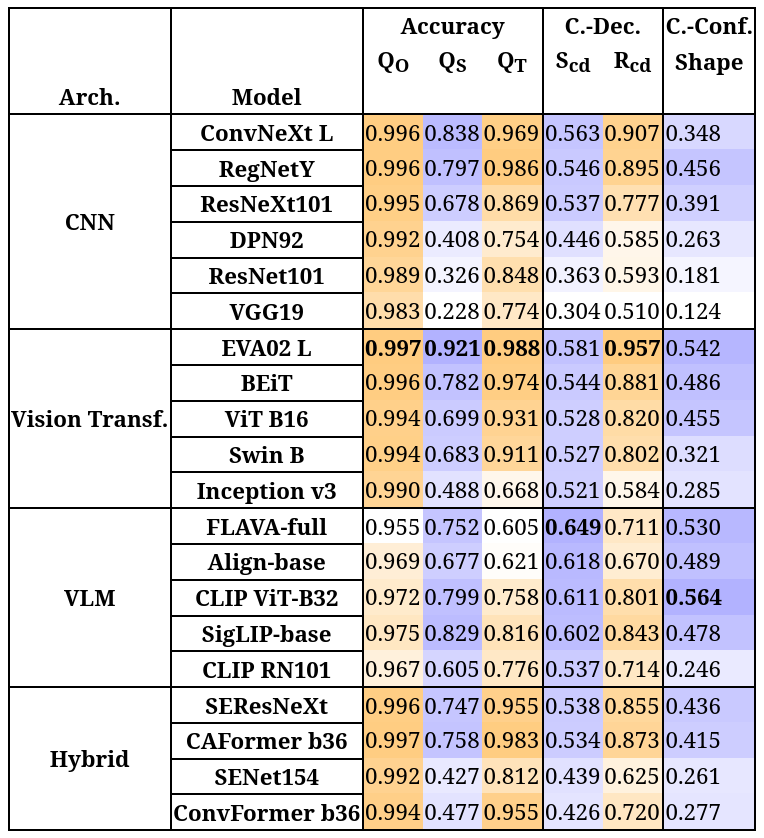 Accuracy C.-Dec. C.-Conf.
Arch. Model QO QS QT Scd Rcd Shape
CNN
ConvNeXt L 0.996 0.838 0.969 0.563 0.907 0.348
RegNetY 0.996 0.797 0.986 0.546 0.895 0.456
ResNeXt101 0.995 0.678 0.869 0.537 0.777 0.391
DPN92 0.992 0.408 0.754 0.446 0.585 0.263
ResNet101 0.989 0.326 0.848 0.363 0.593 0.181
VGG19 0.983 0.228 0.774 0.304 0.510 0.124
Vision Transf.
EVA02 L 0.997 0.921 0.988 0.581 0.957 0.542
BEiT 0.996 0.782 0.974 0.544 0.881 0.486
ViT B16 0.994 0.699 0.931 0.528 0.820 0.455
Swin B 0.994 0.683 0.911 0.527 0.802 0.321
Inception v3 0.990 0.488 0.668 0.521 0.584 0.285
VLM
FLAVA-full 0.955 0.752 0.605 0.649 0.711 0.530
Align-base 0.969 0.677 0.621 0.618 0.670 0.489
CLIP ViT-B32 0.972 0.799 0.758 0.611 0.801 0.564
SigLIP-base 0.975 0.829 0.816 0.602 0.843 0.478
CLIP RN101 0.967 0.605 0.776 0.537 0.714 0.246
Hybrid
SEResNeXt 0.996 0.747 0.955 0.538 0.855 0.436
CAFormer b36 0.997 0.758 0.983 0.534 0.873 0.415
SENet154 0.992 0.427 0.812 0.439 0.625 0.261
ConvFormer b36 0.994 0.477 0.955 0.426 0.720 0.277